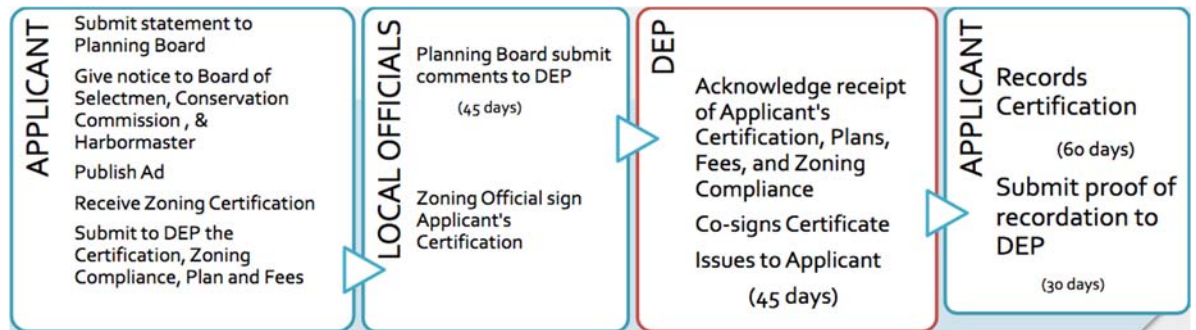 APPLICANT
Submit statement to
Planning Board
Give notice to Board of
Selectmen, Conservation
Commission , &
Harbormaster
Publish Ad
Receive Zoning Certification
Submit to DEP the
Certification, Zoning
Compliance, Plan and Fees
LOCAL OFFICIALS
Planning Board submit
comments to DEP
(45 days)
Zoning Official sign
Applicant's
Certification
DEP
Acknowledge receipt
of Applicant's
Certification, Plans,
Fees, and Zoning
Compliance
Co-signs Certificate
Issues to Applicant
(45 days)
APPLICANT
Records
Certification
(60 days)
Submit proof of
recordation to
DEP
(30 days)